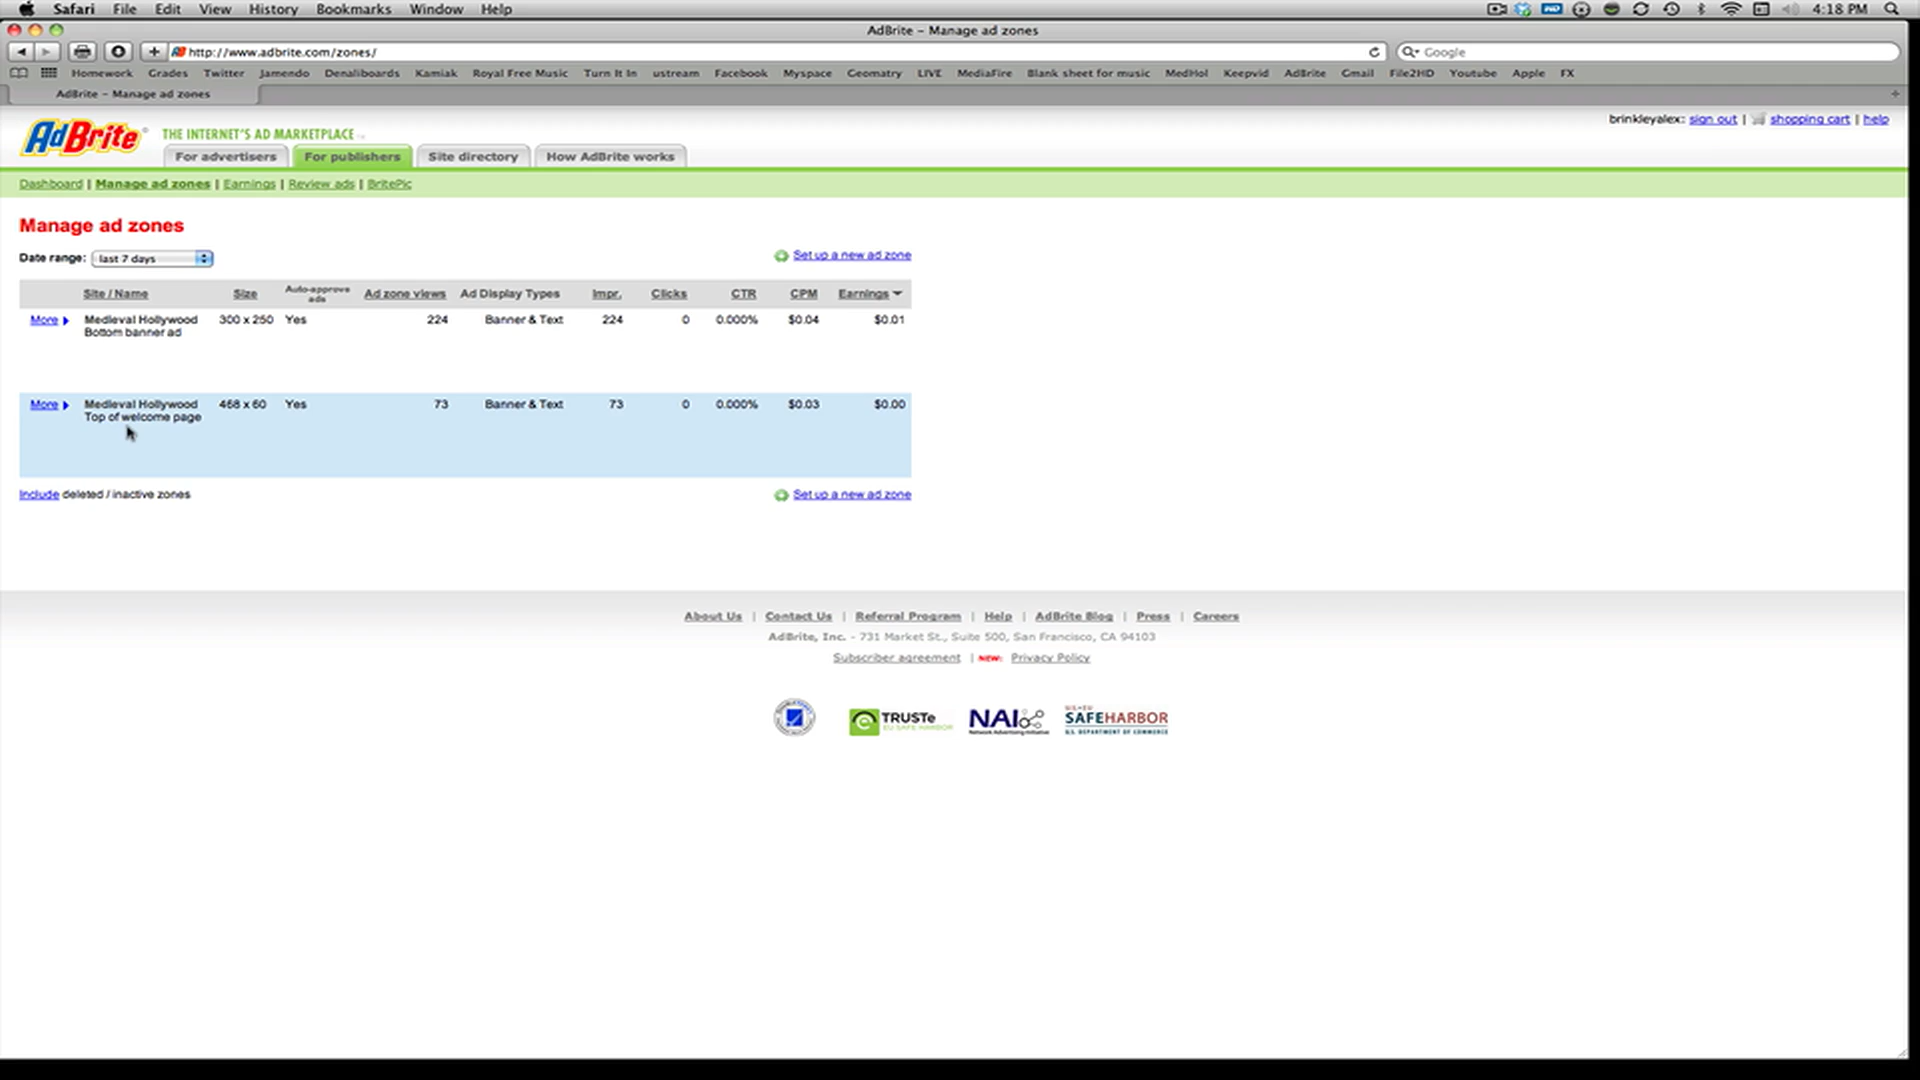 Safari File Edit View History Bookmarks Window Help 4:18 PM
AdBrite - Manage ad zones
http://www.adbrite.com/zones/ Google
Homework Grades Twitter Jamendo Denaliboards Kamiak Royal Free Music Turn It In ustream Facebook Myspace Geomatry LIVE MediaFire Blank sheet for music MedHol Keepvid AdBrite Gmail File2HD Youtube Apple FX
AdBrite - Manage ad zones
AdBrite THE INTERNET'S AD MARKETPLACE
brinkleyalex: sign out | shopping cart | help
For advertisers For publishers Site directory How AdBrite works
Dashboard | Manage ad zones | Earnings | Review ads | BritePic
Manage ad zones
Date range: last 7 days Set up a new ad zone
Site / Name Size Auto-approve ads Ad zone views Ad Display Types Impr. Clicks CTR CPM Earnings
More Medieval Hollywood 300 x 250 Yes 224 Banner & Text 224 0 0.000% $0.04 $0.01
Bottom banner ad
More Medieval Hollywood 468 x 60 Yes 73 Banner & Text 73 0 0.000% $0.03 $0.00
Top of welcome page
Include deleted / inactive zones Set up a new ad zone
About Us | Contact Us | Referral Program | Help | AdBrite Blog | Press | Careers
AdBrite, Inc. - 731 Market St., Suite 500, San Francisco, CA 94103
Subscriber agreement | NEW: Privacy Policy
TRUSTe
EU SAFE HARBOR
NAI
Network Advertising Initiative
SAFEHARBOR
U.S. DEPARTMENT OF COMMERCE